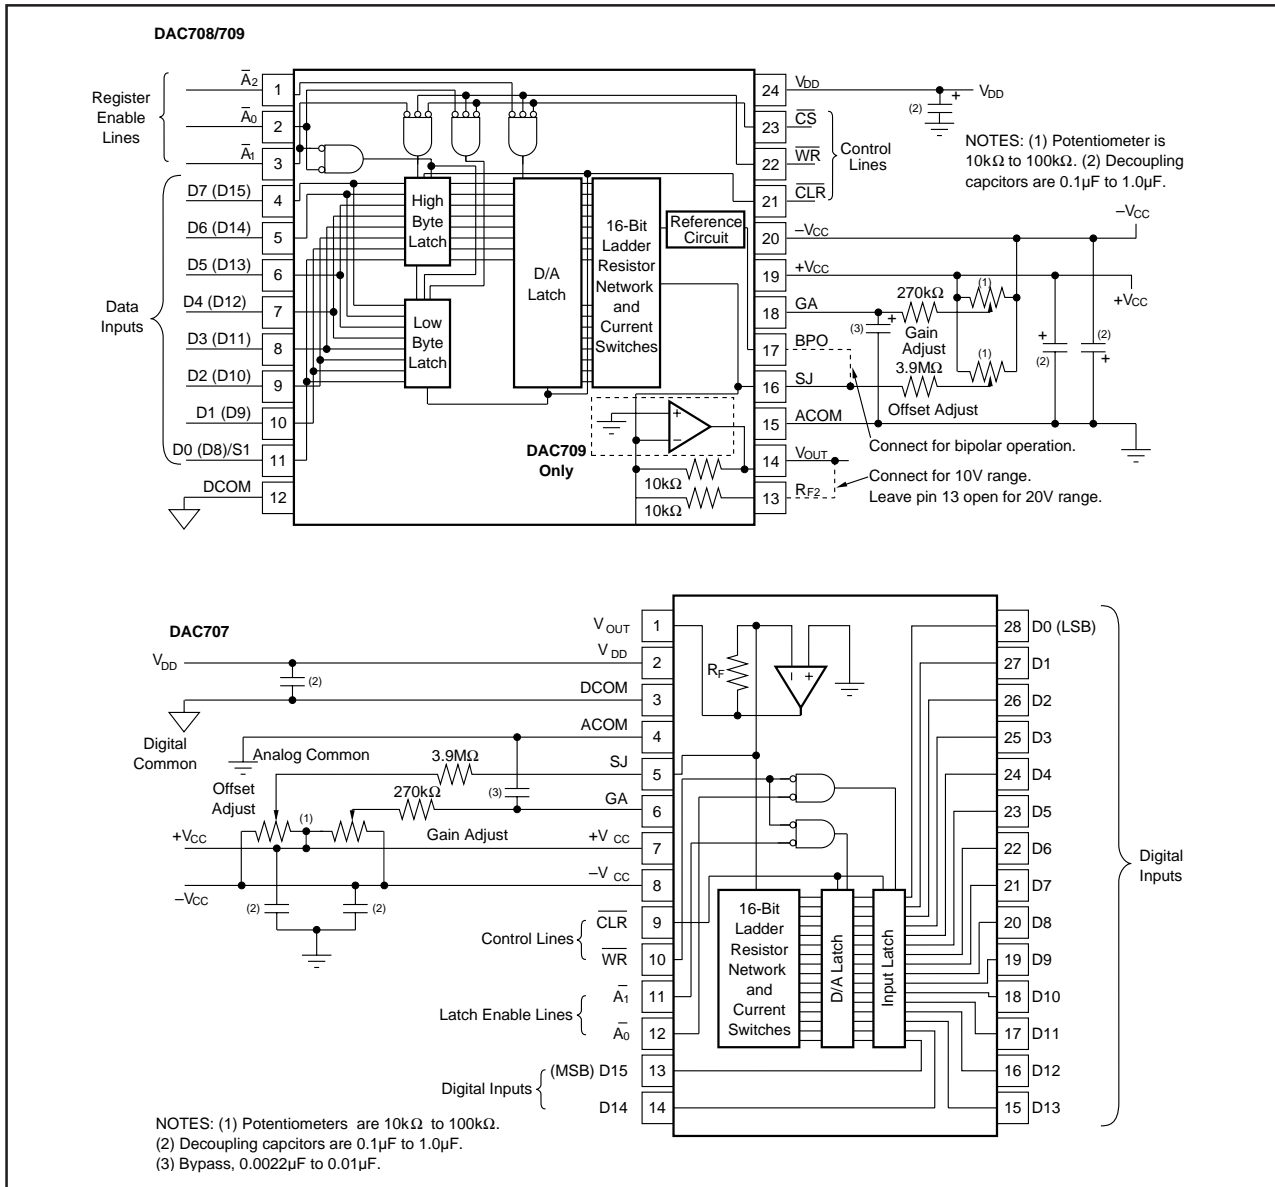 DAC708/709
Register
Enable
Lines
A̅2
1
A̅0
2
A̅1
3
Data
Inputs
D7 (D15)
4
D6 (D14)
5
D5 (D13)
6
D4 (D12)
7
D3 (D11)
8
D2 (D10)
9
D1 (D9)
10
D0 (D8)/S1
11
DCOM
12
High
Byte
Latch
Low
Byte
Latch
D/A
Latch
16-Bit
Ladder
Resistor
Network
and
Current
Switches
Reference
Circuit
DAC709
Only
+
–
10kΩ
10kΩ
24
VDD
(2)
+
VDD
23
C̅S̅
22
W̅R̅
21
C̅L̅R̅
Control
Lines
NOTES: (1) Potentiometer is
10kΩ to 100kΩ. (2) Decoupling
capcitors are 0.1µF to 1.0µF.
20
–VCC
–VCC
19
+VCC
+VCC
18
GA
270kΩ
(1)
(3)
+
Gain
Adjust
17
BPO
16
SJ
3.9MΩ
(1)
Offset Adjust
+
(2)
(2)
+
15
ACOM
Connect for bipolar operation.
14
VOUT
Connect for 10V range.
Leave pin 13 open for 20V range.
13
RF2
DAC707
VOUT
1
VDD
VDD
2
(2)
DCOM
3
Digital
Common
ACOM
4
Analog Common
3.9MΩ
SJ
5
Offset
Adjust
270kΩ
(3)
GA
6
(1)
Gain Adjust
+VCC
+VCC
7
–VCC
–VCC
8
(2)
(2)
Control Lines
C̅L̅R̅
9
W̅R̅
10
Latch Enable Lines
A̅1
11
A̅0
12
Digital Inputs
(MSB) D15
13
D14
14
RF
–
+
16-Bit
Ladder
Resistor
Network
and
Current
Switches
D/A Latch
Input Latch
28
D0 (LSB)
27
D1
26
D2
25
D3
24
D4
23
D5
22
D6
21
D7
20
D8
19
D9
18
D10
17
D11
16
D12
15
D13
Digital
Inputs
NOTES: (1) Potentiometers are 10kΩ to 100kΩ.
(2) Decoupling capcitors are 0.1µF to 1.0µF.
(3) Bypass, 0.0022µF to 0.01µF.